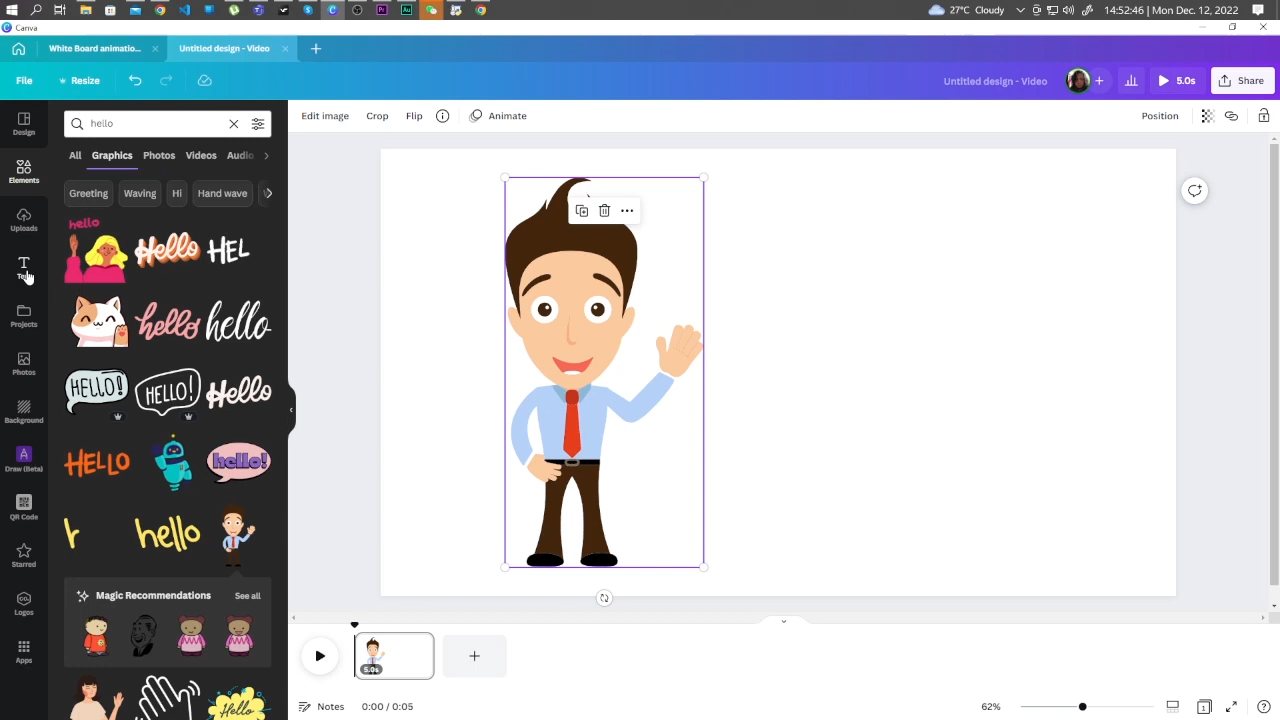 27°C Cloudy
14:52:46 | Mon Dec, 12, 2022
Canva
White Board animatio...
Untitled design - Video
File
Resize
Untitled design - Video
5.0s
Share
Design
Elements
Uploads
Projects
Photos
Background
Draw (Beta)
QR Code
Starred
Logos
Apps
hello
All
Graphics
Photos
Videos
Audio
Greeting
Waving
Hi
Hand wave
hello
Hello
HEL
hello
hello
HELLO!
HELLO!
Hello
HELLO
hello!
hello
Magic Recommendations
See all
Hello
Edit image
Crop
Flip
Animate
Position
5.0s
Notes
0:00 / 0:05
62%
1